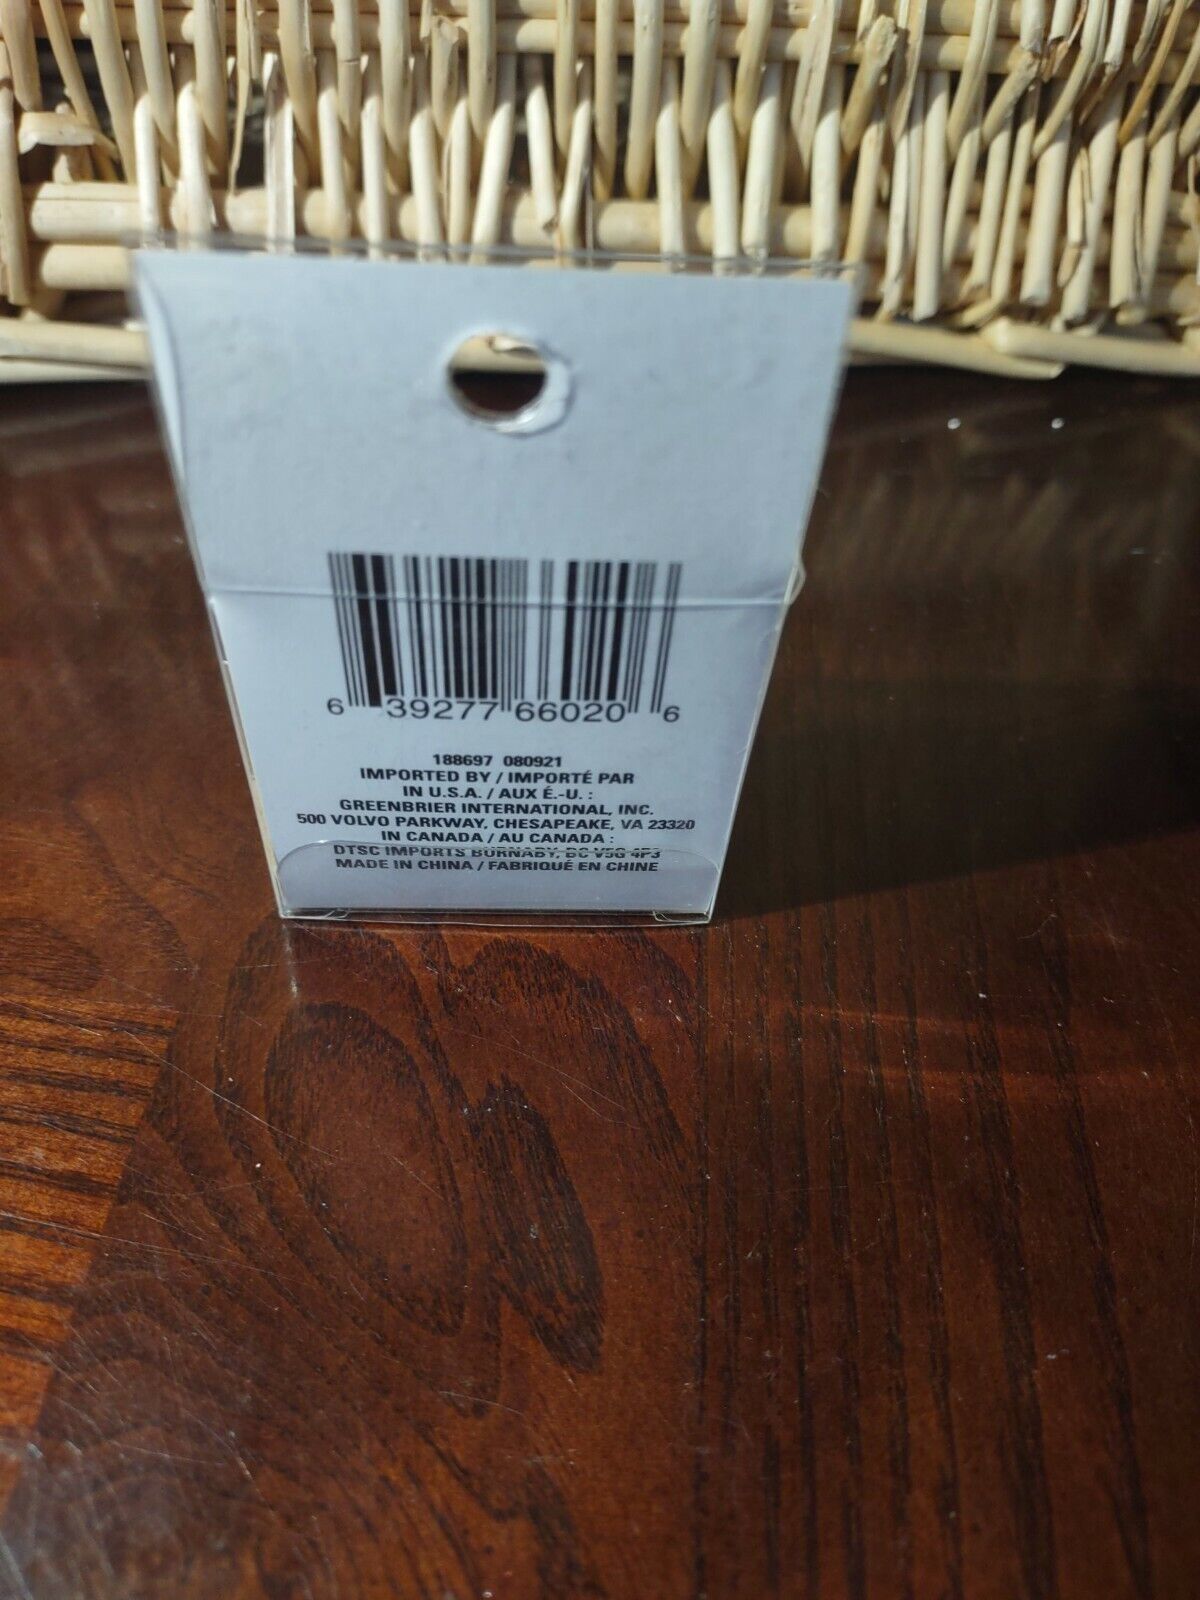 6 39277 66020 6
188697 080921
IMPORTED BY / IMPORTÉ PAR
IN U.S.A. / AUX É.-U. :
GREENBRIER INTERNATIONAL, INC.
500 VOLVO PARKWAY, CHESAPEAKE, VA 23320
IN CANADA / AU CANADA :
DTSC IMPORTS BURNABY, BC V5G 4P3
MADE IN CHINA / FABRIQUÉ EN CHINE